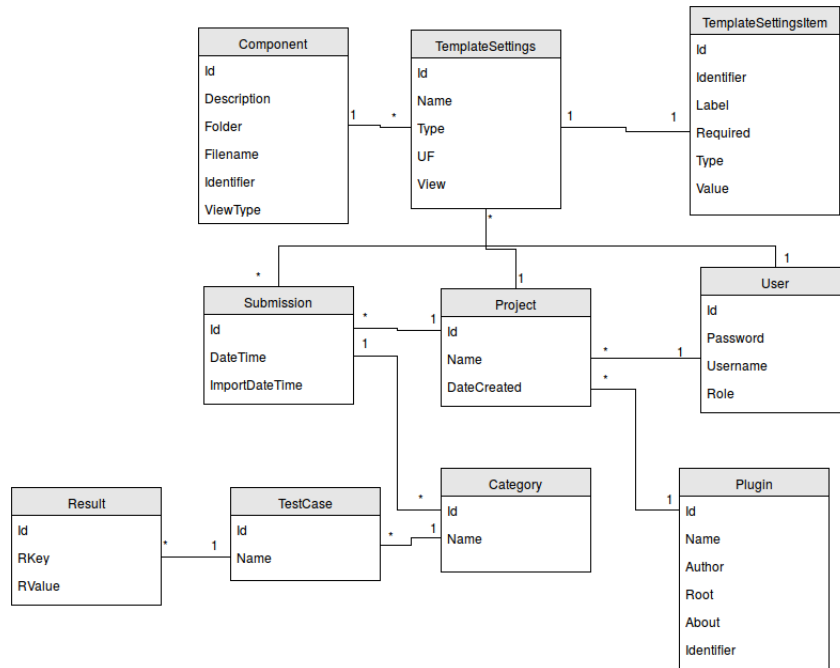 Component
Id
Description
Folder
Filename
Identifier
ViewType
1
*
TemplateSettings
Id
Name
Type
UF
View
1
1
TemplateSettingsItem
Id
Identifier
Label
Required
Type
Value
*
*
1
1
Submission
Id
DateTime
ImportDateTime
*
1
1
Project
Id
Name
DateCreated
*
1
*
User
Id
Password
Username
Role
Result
Id
RKey
RValue
*
1
TestCase
Id
Name
*
1
*
Category
Id
Name
1
Plugin
Id
Name
Author
Root
About
Identifier